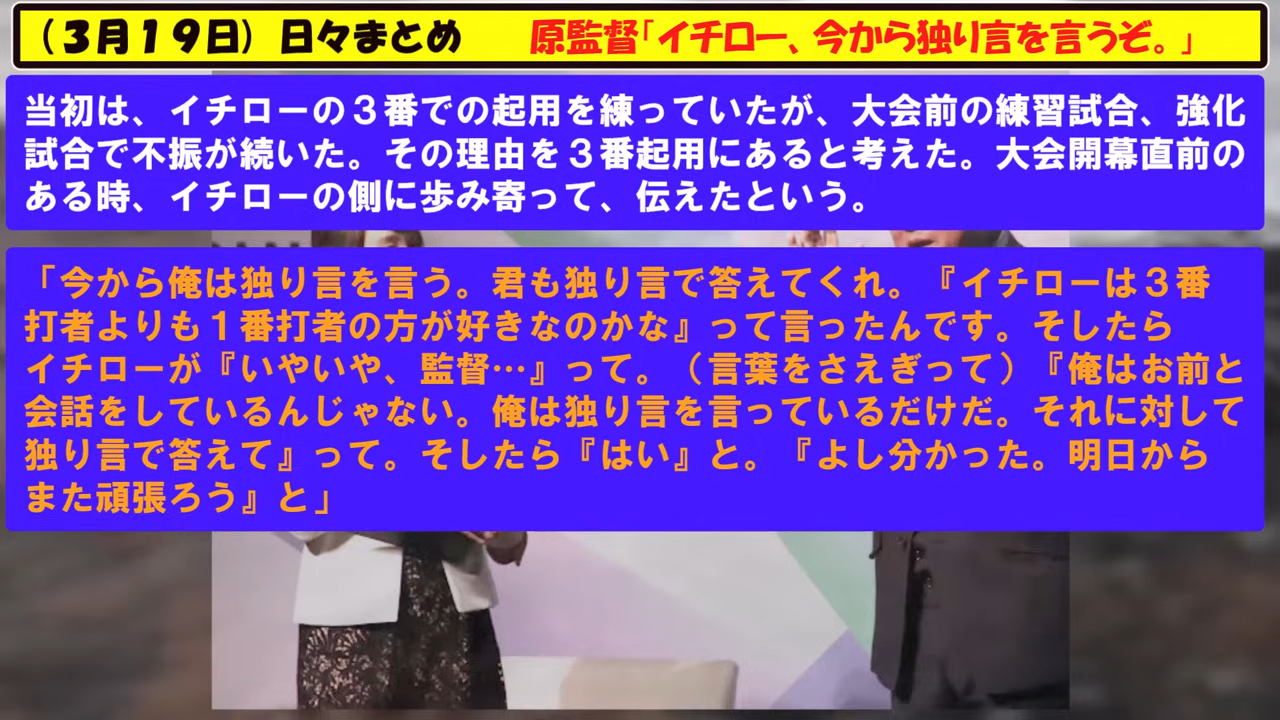 （３月１９日）日々まとめ　原監督「イチロー、今から独り言を言うぞ。」
当初は、イチローの３番での起用を練っていたが、大会前の練習試合、強化
試合で不振が続いた。その理由を３番起用にあると考えた。大会開幕直前の
ある時、イチローの側に歩み寄って、伝えたという。
「今から俺は独り言を言う。君も独り言で答えてくれ。『イチローは３番
打者よりも１番打者の方が好きなのかな』って言ったんです。そしたら
イチローが『いやいや、監督…』って。（言葉をさえぎって）『俺はお前と
会話をしているんじゃない。俺は独り言を言っているだけだ。それに対して
独り言で答えて』って。そしたら『はい』と。『よし分かった。明日から
また頑張ろう』と」